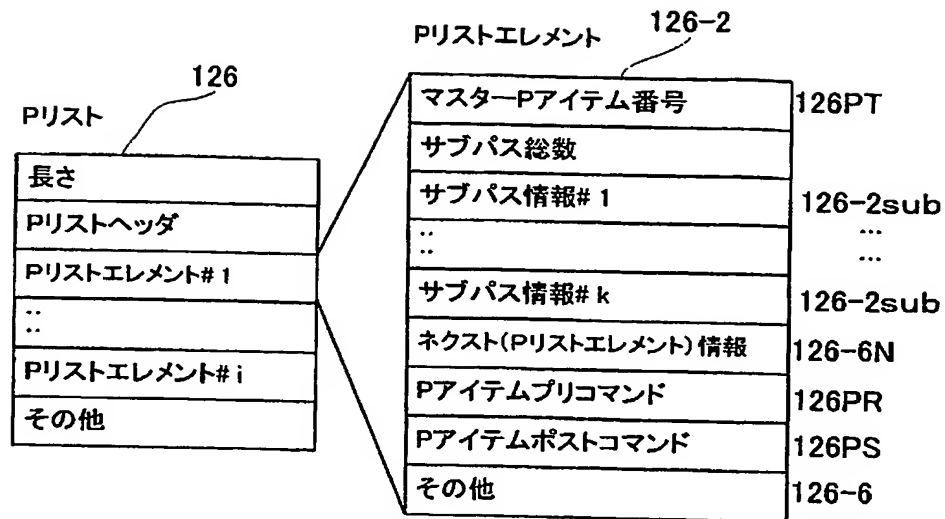 Pリスト
126
長さ
Pリストヘッダ
Pリストエレメント#1
::
Pリストエレメント#i
その他
Pリストエレメント
126-2
マスターPアイテム番号
126PT
サブパス総数
サブパス情報#1
126-2sub
::
...
...
サブパス情報#k
126-2sub
ネクスト(Pリストエレメント)情報
126-6N
Pアイテムプリコマンド
126PR
Pアイテムポストコマンド
126PS
その他
126-6